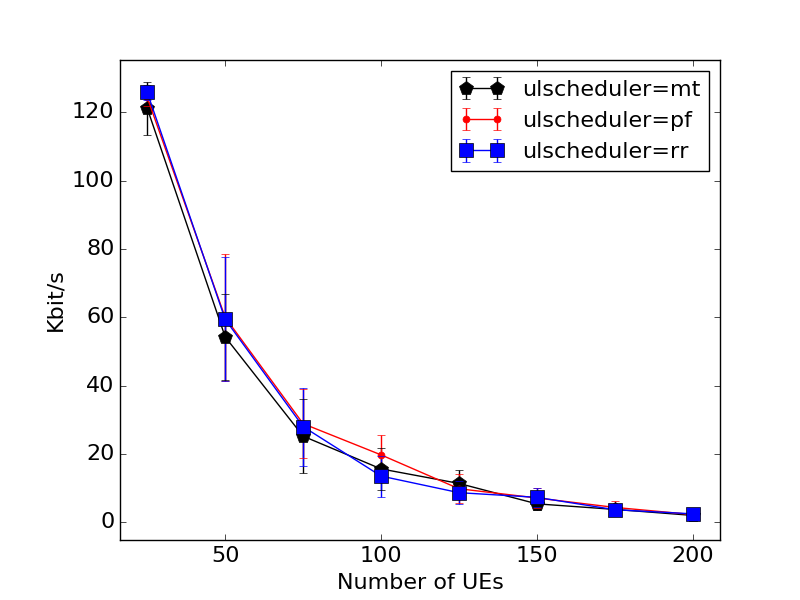 ulscheduler=mt
ulscheduler=pf
ulscheduler=rr
120
100
80
60
40
20
0
Kbit/s
50 100 150 200
Number of UEs